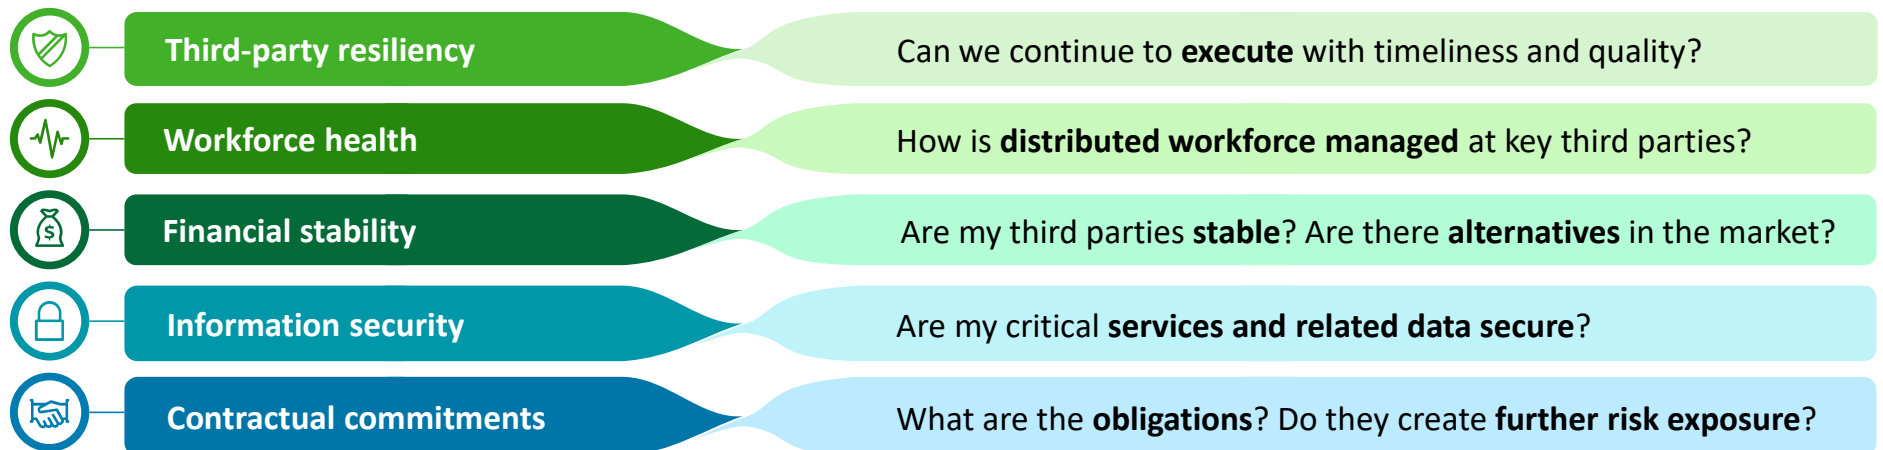 Third-party resiliency
Can we continue to execute with timeliness and quality?
Workforce health
How is distributed workforce managed at key third parties?
Financial stability
Are my third parties stable? Are there alternatives in the market?
Information security
Are my critical services and related data secure?
Contractual commitments
What are the obligations? Do they create further risk exposure?